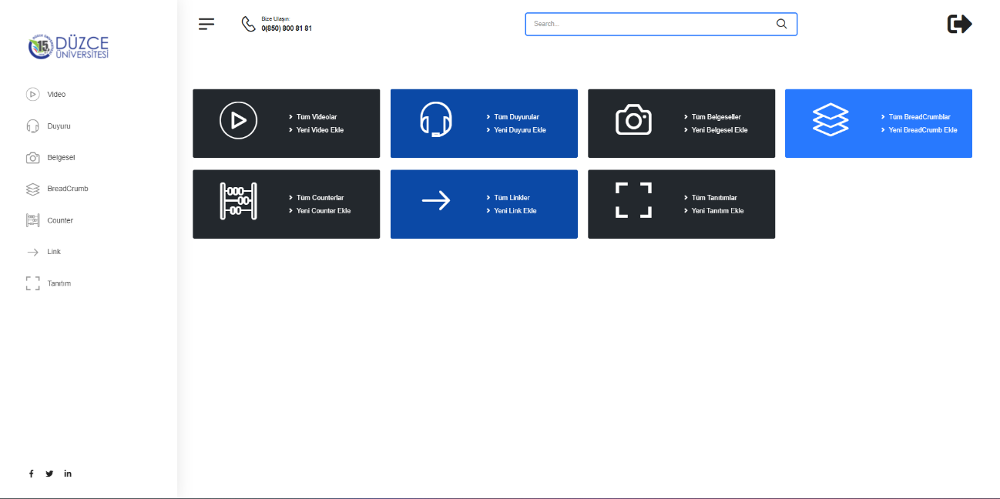 15
DÜZCE
ÜNİVERSİTESİ
Bize Ulaşın:
0(850) 800 81 81
Search...
Video
Duyuru
Belgesel
BreadCrumb
Counter
Link
Tanıtım
Tüm Videolar
Yeni Video Ekle
Tüm Duyurular
Yeni Duyuru Ekle
Tüm Belgeseller
Yeni Belgesel Ekle
Tüm BreadCrumblar
Yeni BreadCrumb Ekle
Tüm Counterlar
Yeni Counter Ekle
Tüm Linkler
Yeni Link Ekle
Tüm Tanıtımlar
Yeni Tanıtım Ekle